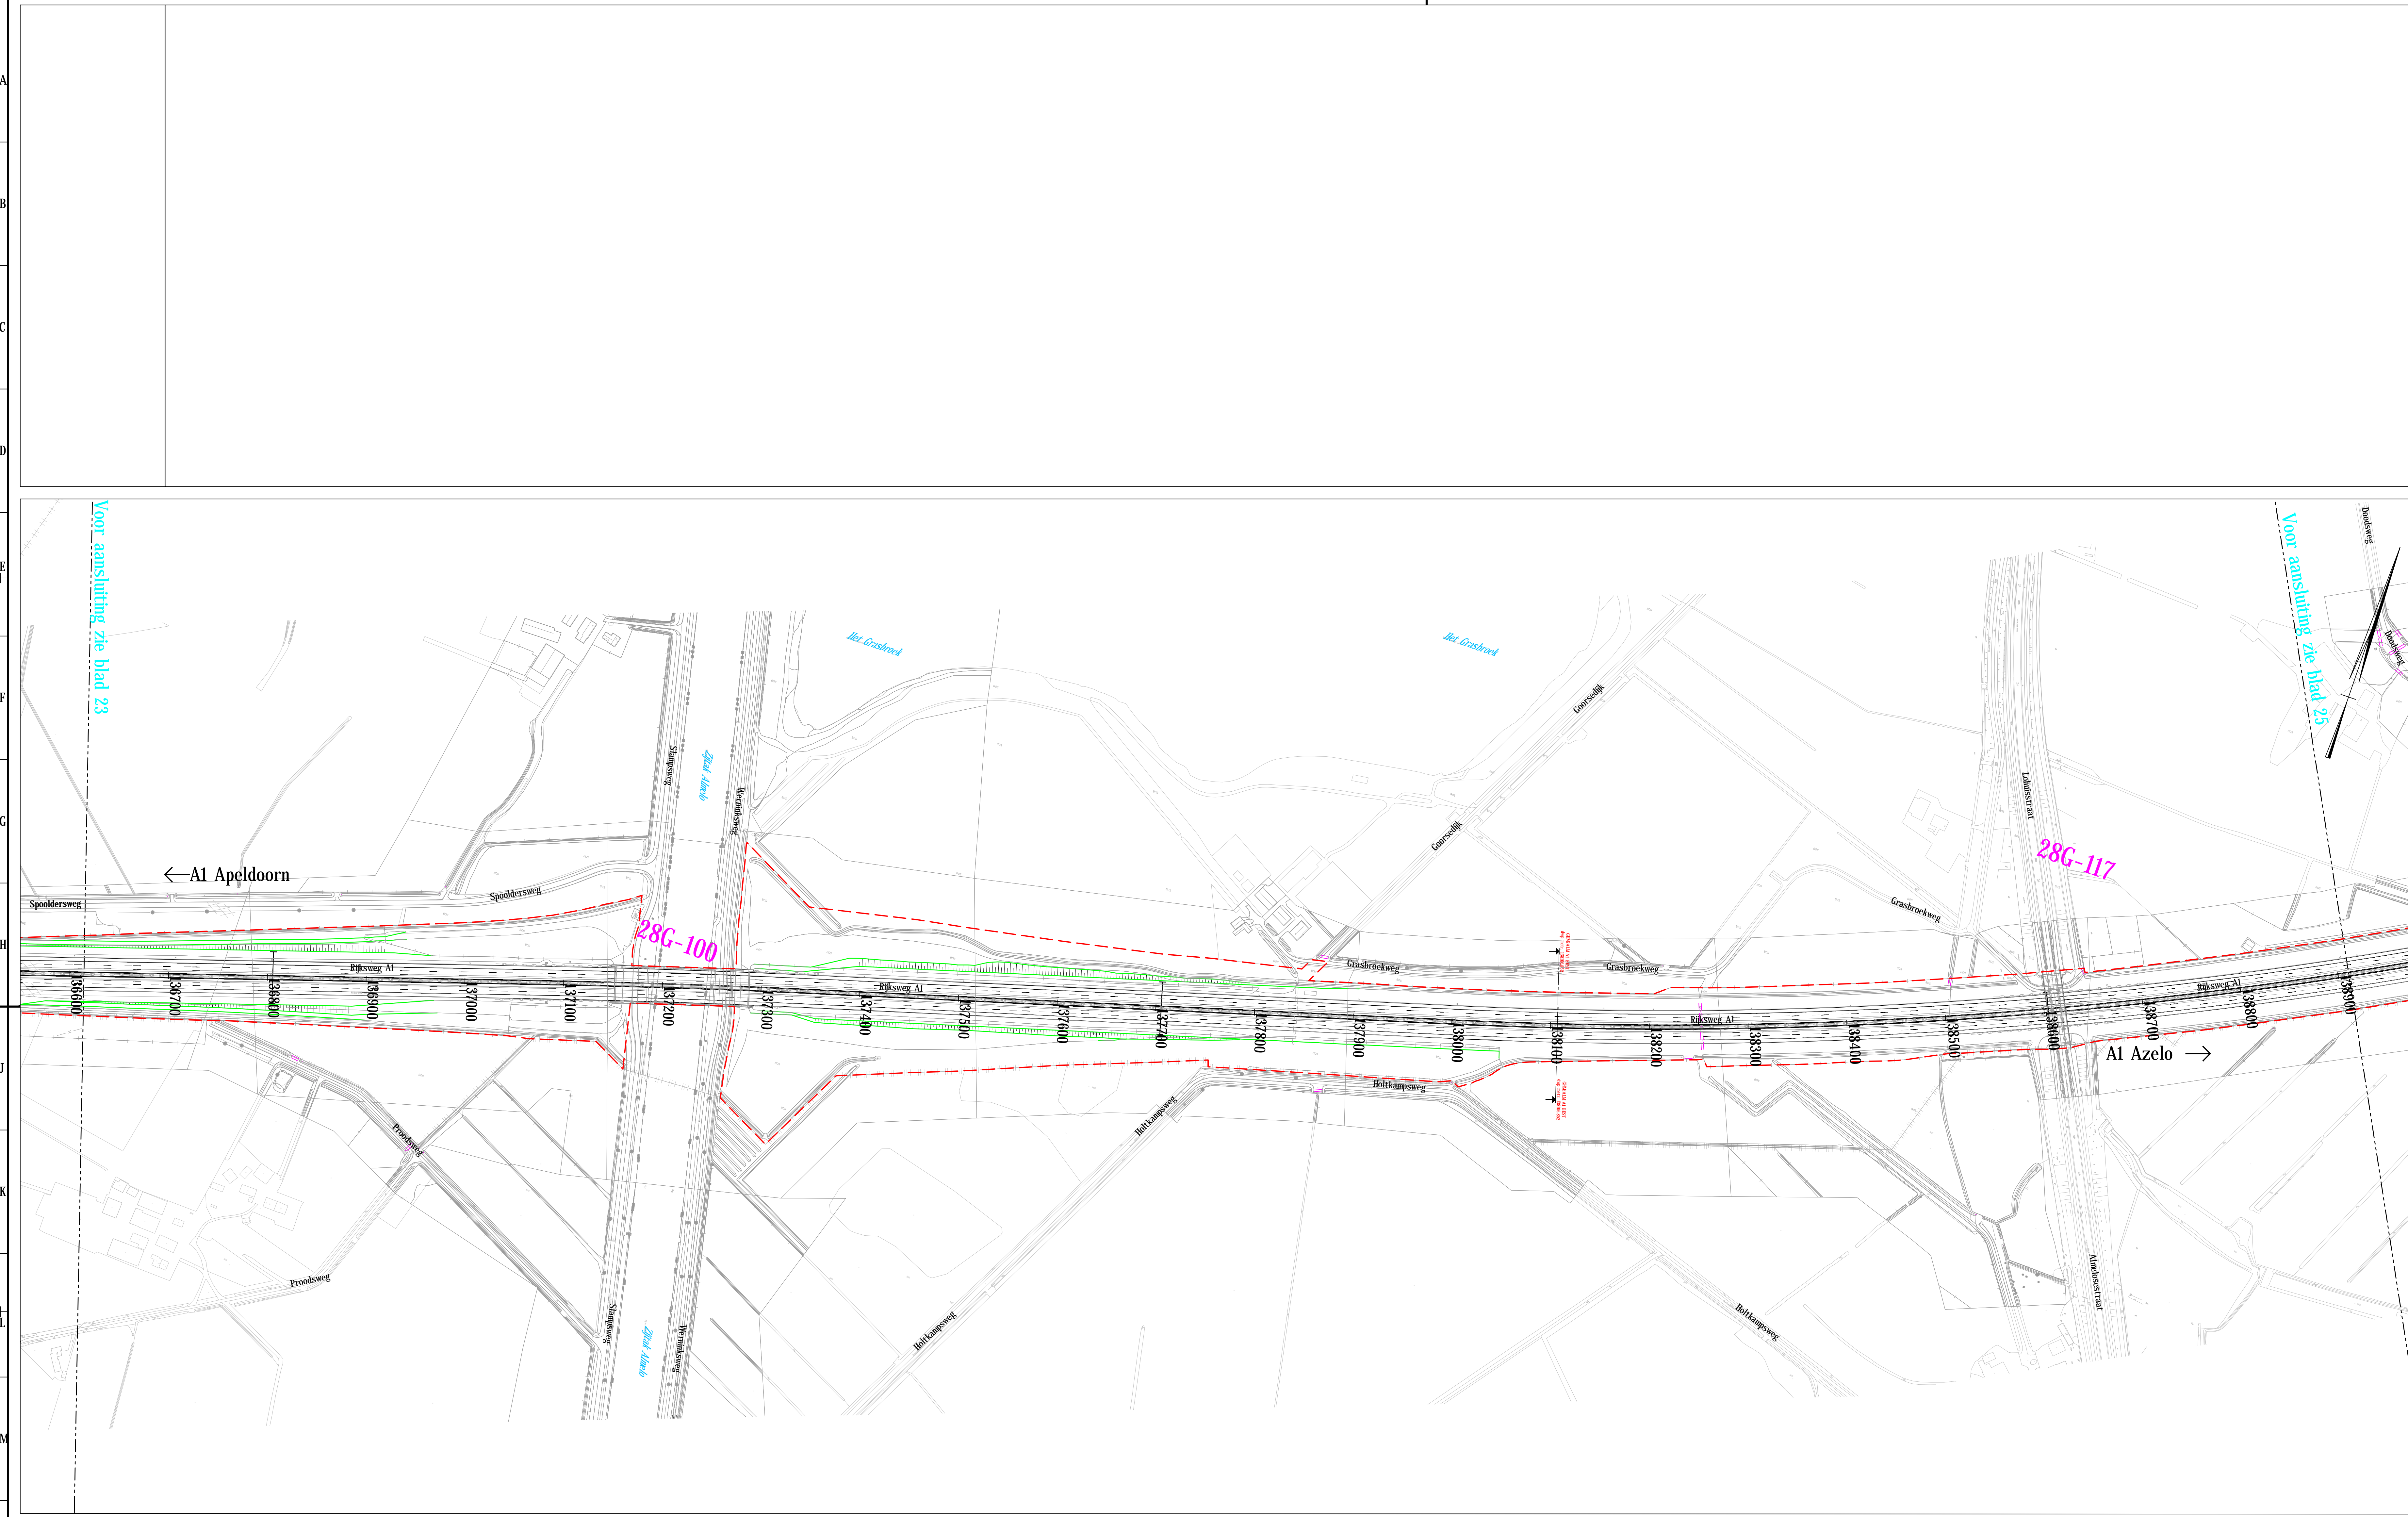 A
B
C
D
E
F
G
H
J
K
L
M
Voor aansluiting zie blad 23
Voor aansluiting zie blad 25
Doodsweg
Doodsweg
Het Grasbroek
Het Grasbroek
Goorsedijk
Goorsedijk
Slampsweg
Zijtak Almelo
Werninksweg
Lohuisstraat
28G-117
A1 Apeldoorn
Spooldersweg
Spooldersweg
28G-100
Grasbroekweg
Grasbroekweg
Grasbroekweg
Rijksweg A1
Rijksweg A1
Rijksweg A1
Rijksweg A1
136600
136700
136800
136900
137000
137100
137200
137300
137400
137500
137600
137700
137800
137900
138000
138100
138200
138300
138400
138500
138600
138700
138800
138900
A1 Azelo
Holtkampsweg
Holtkampsweg
Holtkampsweg
Holtkampsweg
Proodsweg
Proodsweg
Slampsweg
Zijtak Almelo
Werninksweg
Almelosestraat